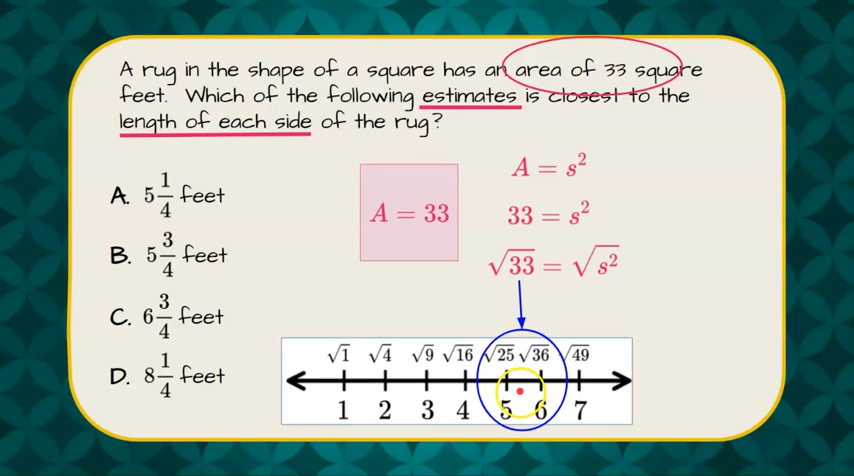 A rug in the shape of a square has an area of 33 square
feet. Which of the following estimates is closest to the
length of each side of the rug?
A. 5 1/4 feet
B. 5 3/4 feet
C. 6 3/4 feet
D. 8 1/4 feet
A = 33
A = s²
33 = s²
√33 = √s²
√1 √4 √9 √16 √25 √36 √49
1 2 3 4 5 6 7